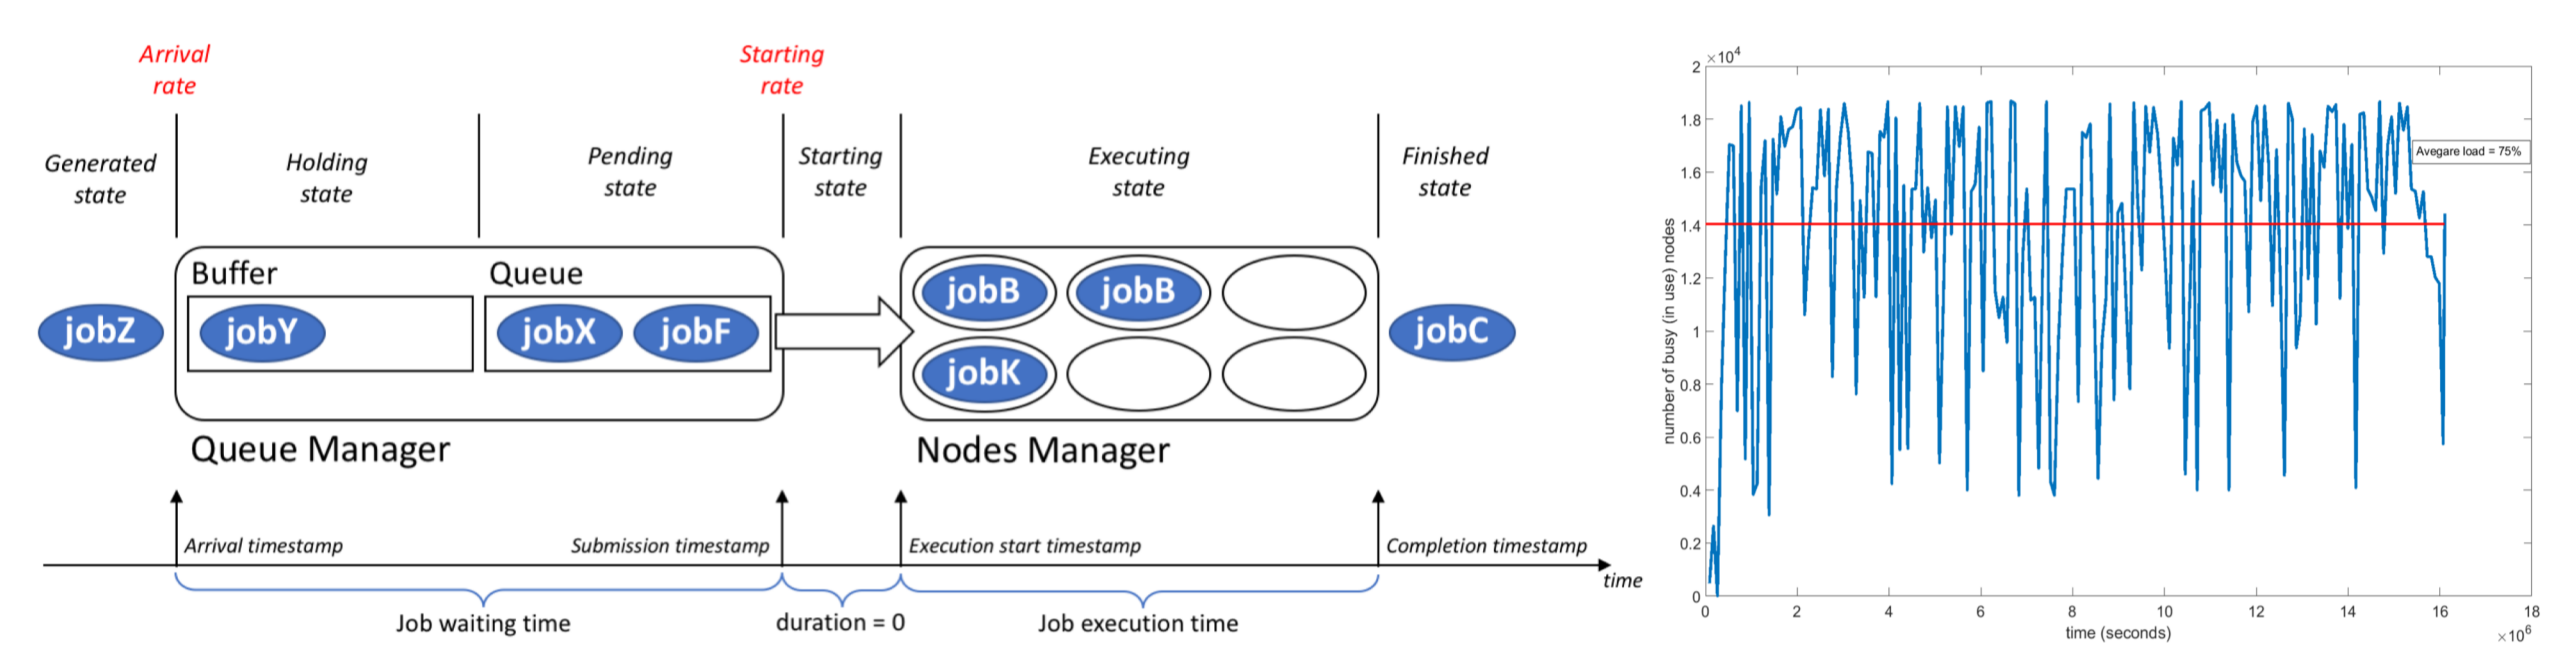 Arrival
rate
Starting
rate
Generated
state
Holding
state
Pending
state
Starting
state
Executing
state
Finished
state
Buffer
Queue
jobZ
jobY
jobX
jobF
jobB
jobB
jobK
jobC
Queue Manager
Nodes Manager
Arrival timestamp
Submission timestamp
Execution start timestamp
Completion timestamp
time
Job waiting time
duration = 0
Job execution time
×10⁴
2
1.8
1.6
1.4
1.2
1
0.8
0.6
0.4
0.2
0
number of busy (in use) nodes
Avegare load = 75%
0 2 4 6 8 10 12 14 16 18
time (seconds)
×10⁶